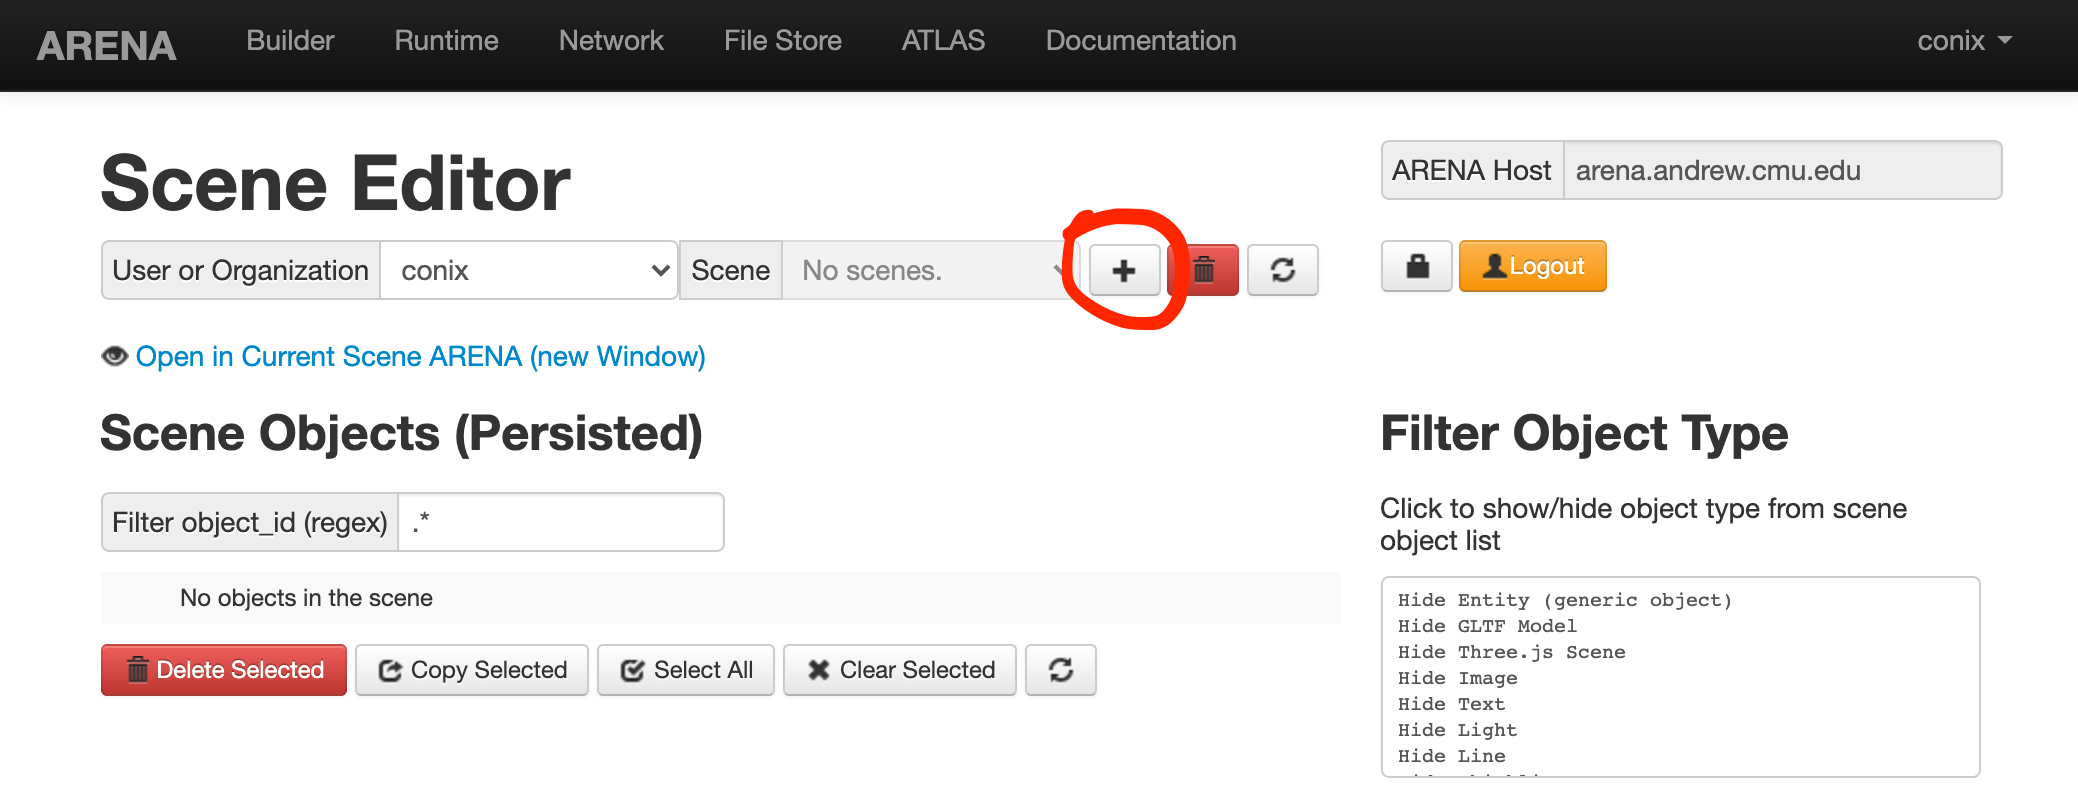 ARENA Builder Runtime Network File Store ATLAS Documentation conix
Scene Editor
ARENA Host arena.andrew.cmu.edu
User or Organization conix Scene No scenes.
Logout
Open in Current Scene ARENA (new Window)
Scene Objects (Persisted)
Filter object_id (regex) .*
No objects in the scene
Delete Selected Copy Selected Select All Clear Selected
Filter Object Type
Click to show/hide object type from scene
object list
Hide Entity (generic object)
Hide GLTF Model
Hide Three.js Scene
Hide Image
Hide Text
Hide Light
Hide Line